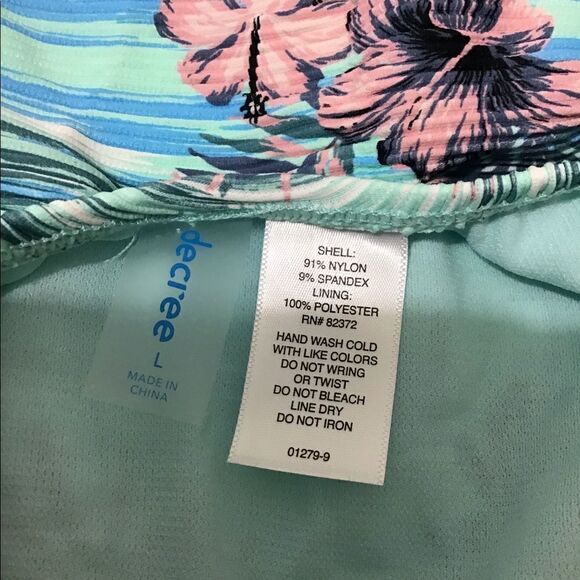 decree
L
MADE IN
CHINA
SHELL:
91% NYLON
9% SPANDEX
LINING:
100% POLYESTER
RN# 82372
HAND WASH COLD
WITH LIKE COLORS
DO NOT WRING
OR TWIST
DO NOT BLEACH
LINE DRY
DO NOT IRON
01279-9